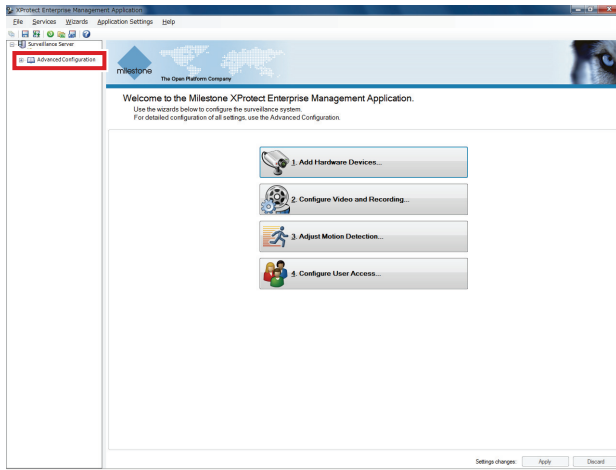 XProtect Enterprise Management Application
File Services Wizards Application Settings Help
Surveillance Server
Advanced Configuration
milestone
The Open Platform Company
Welcome to the Milestone XProtect Enterprise Management Application.
Use the wizards below to configure the surveillance system.
For detailed configuration of all settings, use the Advanced Configuration.
1. Add Hardware Devices...
2. Configure Video and Recording...
3. Adjust Motion Detection...
4. Configure User Access...
Settings changes: Apply Discard